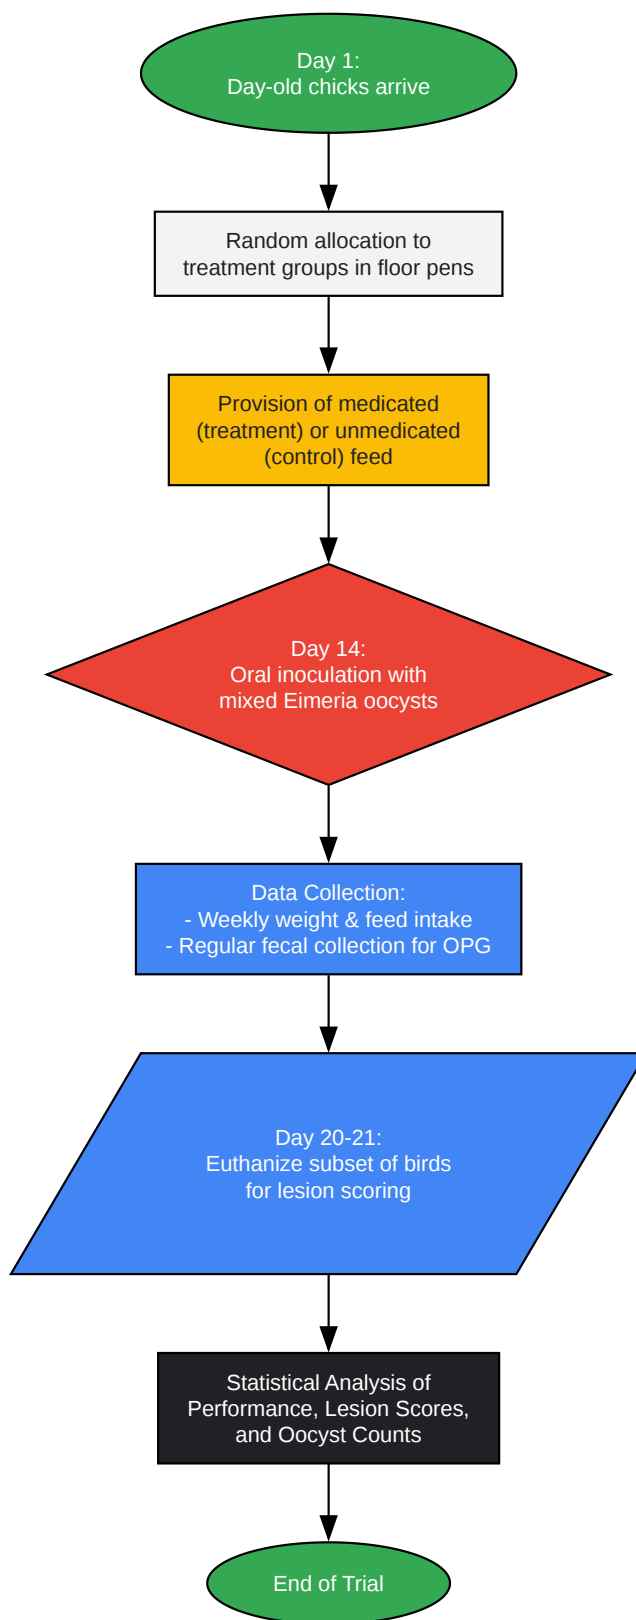 Day 1:
Day-old chicks arrive
Random allocation to
treatment groups in floor pens
Provision of medicated
(treatment) or unmedicated
(control) feed
Day 14:
Oral inoculation with
mixed Eimeria oocysts
Data Collection:
- Weekly weight & feed intake
- Regular fecal collection for OPG
Day 20-21:
Euthanize subset of birds
for lesion scoring
Statistical Analysis of
Performance, Lesion Scores,
and Oocyst Counts
End of Trial